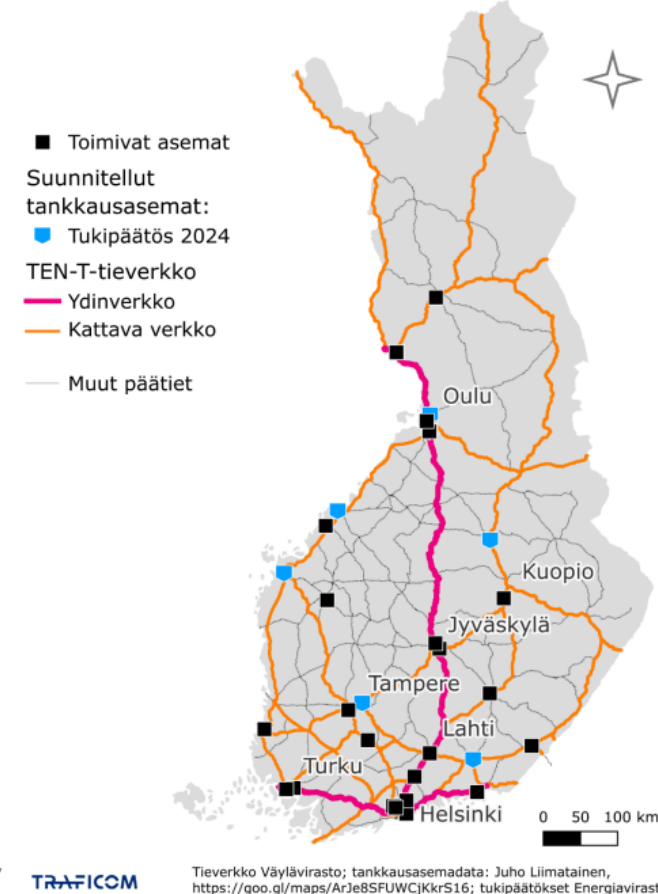 Toimivat asemat
Suunnitellut
tankkausasemat:
Tukipäätös 2024
TEN-T-tieverkko
Ydinverkko
Kattava verkko
Muut päätiet
Oulu
Kuopio
Jyväskylä
Tampere
Lahti
Turku
Helsinki
0 50 100 km
TRAFICOM
Tieverkko Väylävirasto; tankkausasemadata: Juho Liimatainen,
https://goo.gl/maps/ArJe8SFUWCjKkrS16; tukipäätökset Energiavirast